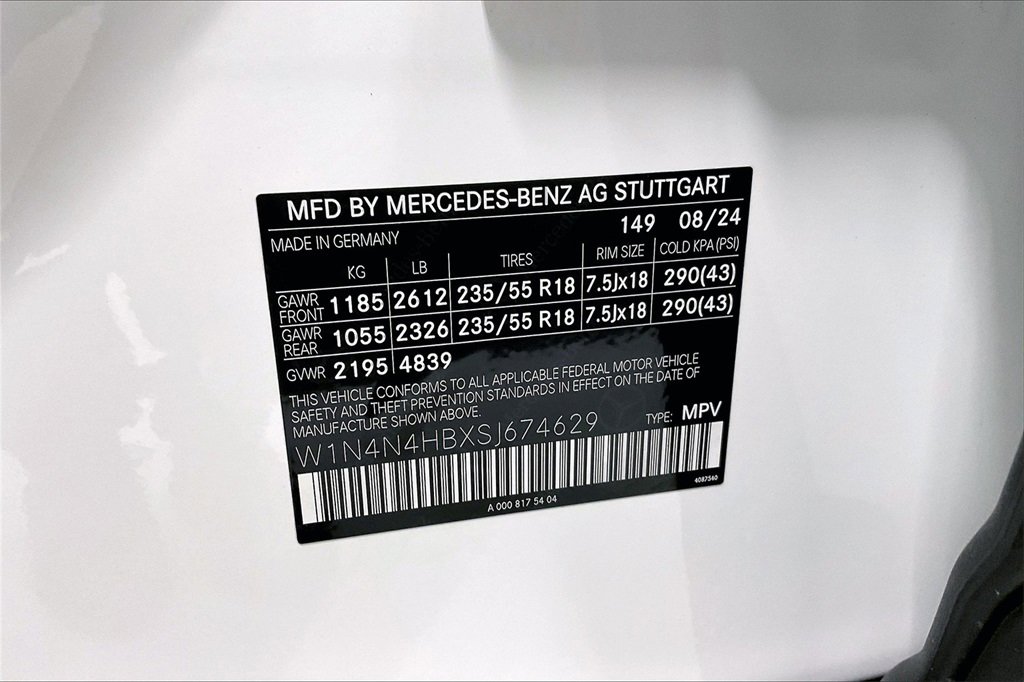 MFD BY MERCEDES-BENZ AG STUTTGART
MADE IN GERMANY 149 08/24
KG LB TIRES RIM SIZE COLD KPA (PSI)
GAWR FRONT 1185 2612 235/55 R18 7.5Jx18 290(43)
GAWR REAR 1055 2326 235/55 R18 7.5Jx18 290(43)
GVWR 2195 4839
THIS VEHICLE CONFORMS TO ALL APPLICABLE FEDERAL MOTOR VEHICLE
SAFETY AND THEFT PREVENTION STANDARDS IN EFFECT ON THE DATE OF
MANUFACTURE SHOWN ABOVE.
W1N4N4HBXSJ674629 TYPE: MPV
4087540
A 000 817 54 04